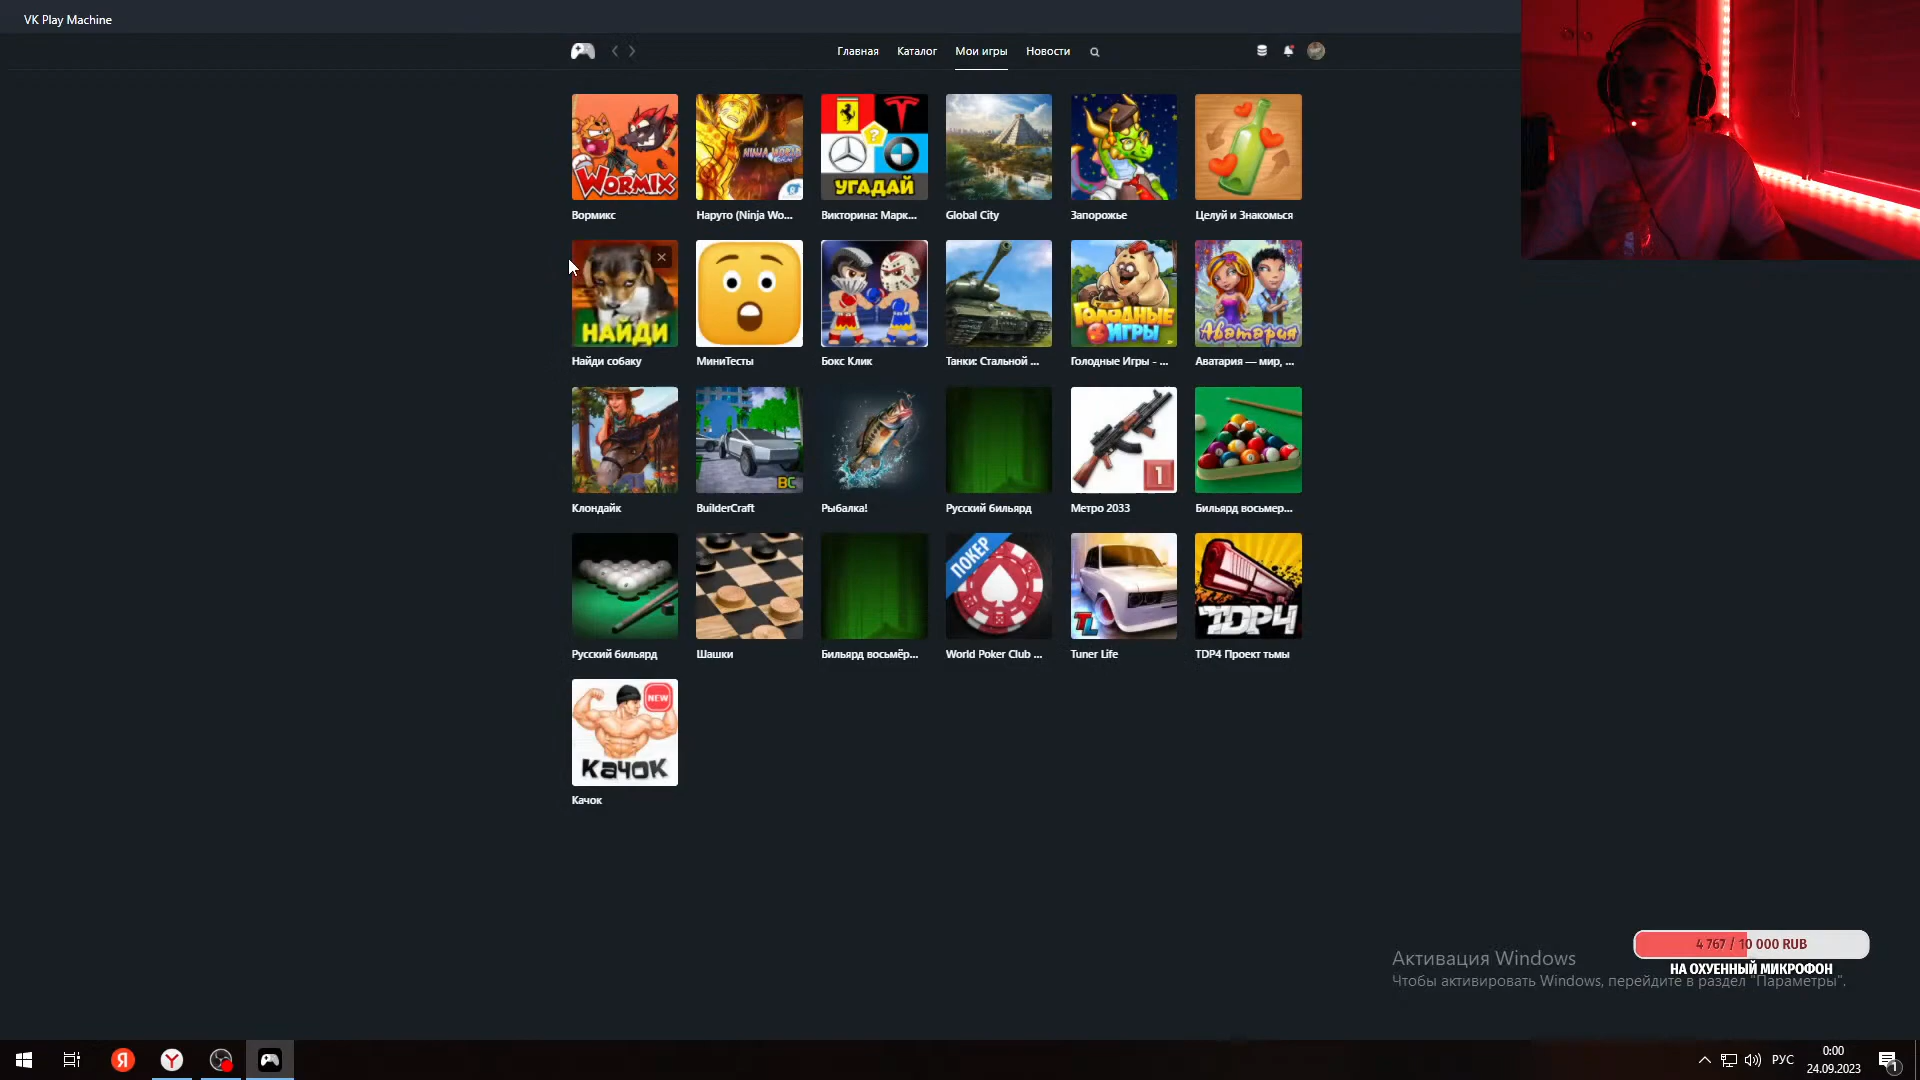 VK Play Machine
Главная Каталог Мои игры Новости
WORMIX
NINJA WORLD
?
УГАДАЙ
Вормикс Наруто (Ninja Wo... Викторина: Марк... Global City Запорожье Целуй и Знакомься
НАЙДИ
ГОЛОДНЫЕ
ИГРЫ
Аватария
Найди собаку МиниТесты Бокс Клик Танки: Стальной ... Голодные Игры - ... Аватария — мир, ...
BC
1
Клондайк BuilderCraft Рыбалка! Русский бильярд Метро 2033 Бильярд восьмер...
ПОКЕР
TL
TDP4
Русский бильярд Шашки Бильярд восьмёр... World Poker Club ... Tuner Life TDP4 Проект тьмы
NEW
КАЧОК
Качок
4 767 / 10 000 RUB
НА ОХУЕННЫЙ МИКРОФОН
Активация Windows
Чтобы активировать Windows, перейдите в раздел "Параметры".
Я
Y
РУС
0:00
24.09.2023
1